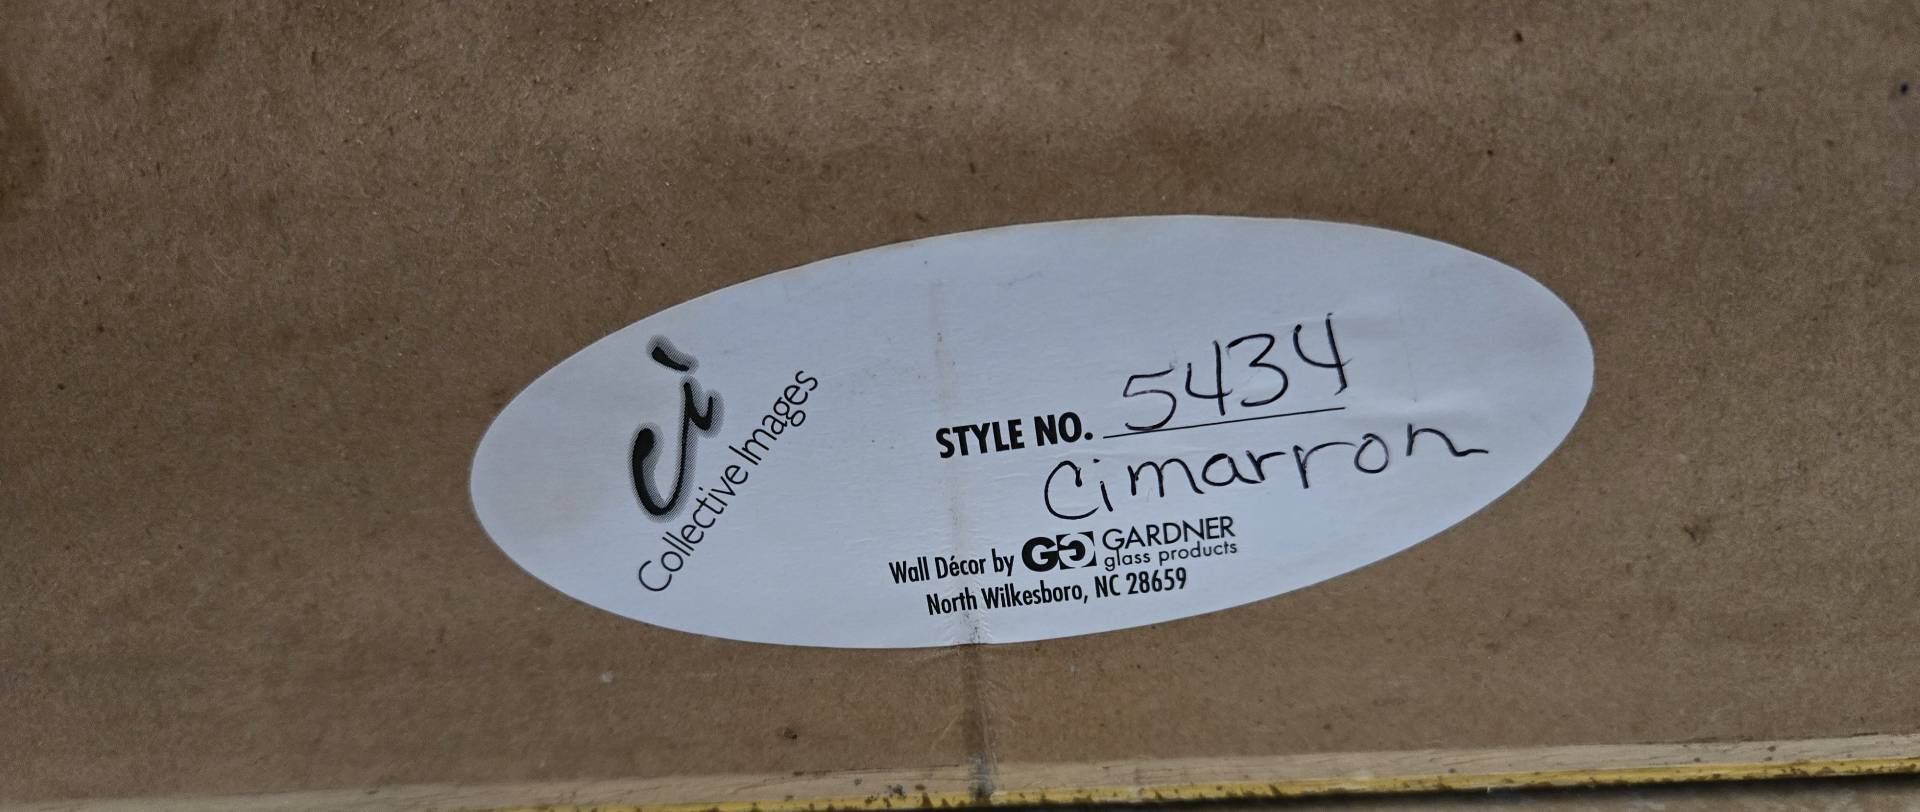 ci
Collective Images
STYLE NO. 5434
Cimarron
Wall Décor by GG GARDNER
glass products
North Wilkesboro, NC 28659